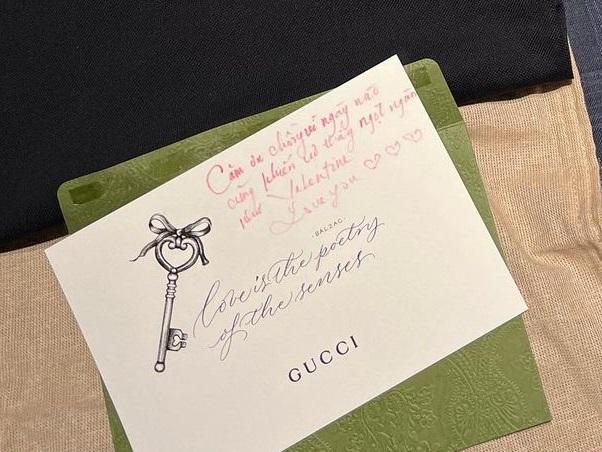 Cảm ơn chồng vì ngày nào
cũng khiến vợ thấy ngọt ngào
như Valentine
Love you ♡ ♡ ♡
·BALZAC·
love is the poetry
of the senses
GUCCI